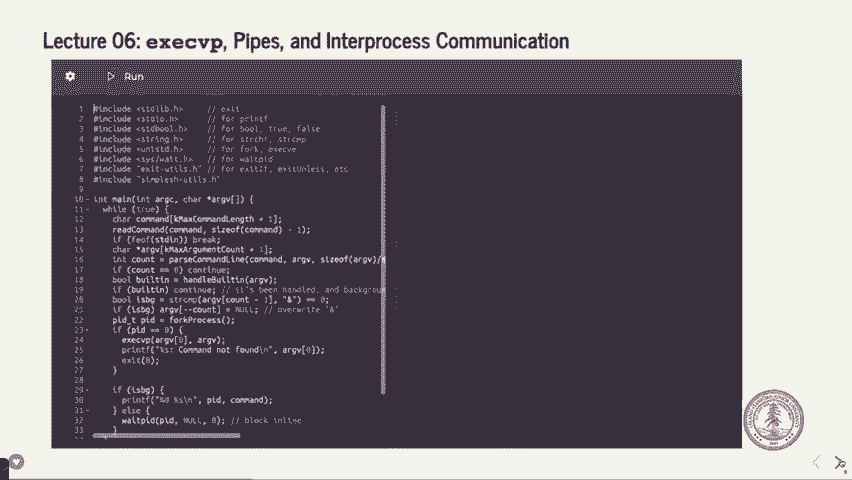 Lecture 06: execvp, Pipes, and Interprocess Communication
Run
1 #include <stdlib.h> // exit
2 #include <stdio.h> // for printf
3 #include <stdbool.h> // for bool, true, false
4 #include <string.h> // for strchr, strcmp
5 #include <unistd.h> // for fork, execve
6 #include <sys/wait.h> // for waitpid
7 #include "exit-utils.h" // for exitIf, exitUnless, etc
8 #include "simplesh-utils.h"
9
10 int main(int argc, char *argv[]) {
11 while (true) {
12 char command[kMaxCommandLength + 1];
13 readCommand(command, sizeof(command) - 1);
14 if (feof(stdin)) break;
15 char *argv[kMaxArgumentCount + 1];
16 int count = parseCommandLine(command, argv, sizeof(argv)/s
17 if (count == 0) continue;
18 bool builtin = handleBuiltin(argv);
19 if (builtin) continue; // it's been handled, and backgrou
20 bool isbg = strcmp(argv[count - 1], "&") == 0;
21 if (isbg) argv[--count] = NULL; // overwrite "&"
22 pid_t pid = forkProcess();
23 if (pid == 0) {
24 execvp(argv[0], argv);
25 printf("%s: Command not found\n", argv[0]);
26 exit(0);
27 }
28
29 if (isbg) {
30 printf("%d %s\n", pid, command);
31 } else {
32 waitpid(pid, NULL, 0); // block inline
33 }